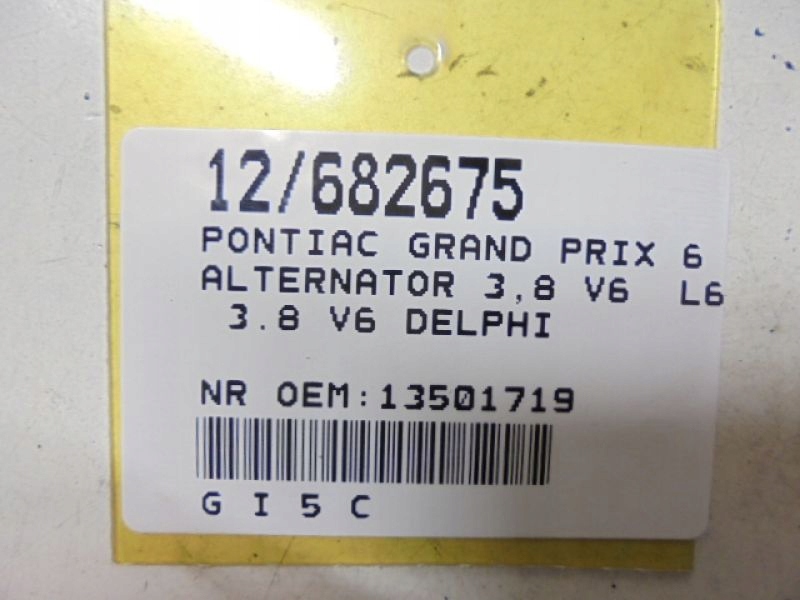 12/682675
PONTIAC GRAND PRIX 6
ALTERNATOR 3,8 V6 L6
3.8 V6 DELPHI
NR OEM:13501719
G I 5 C